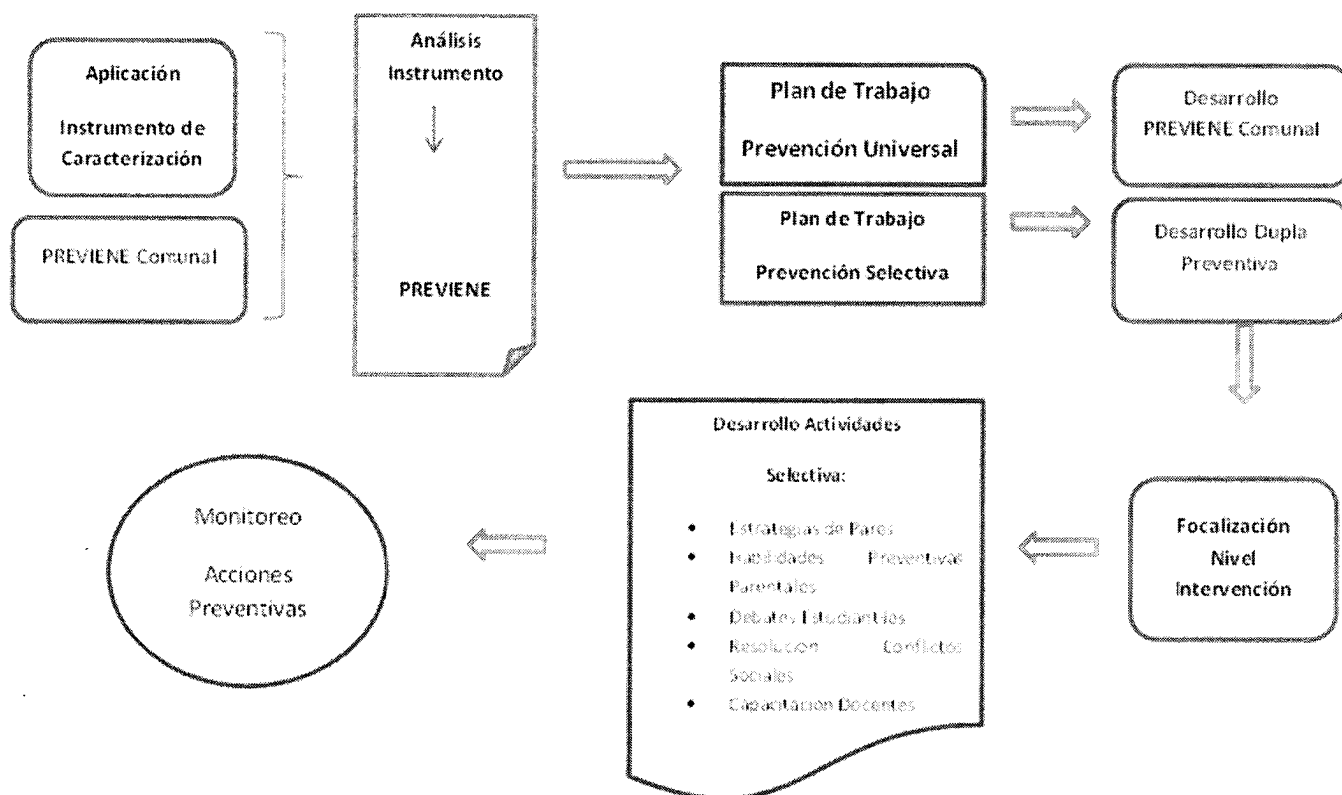 Aplicación
Instrumento de
Caracterización
PREVIENE Comunal
Análisis
Instrumento
PREVIENE
Plan de Trabajo
Prevención Universal
Plan de Trabajo
Prevención Selectiva
Desarrollo
PREVIENE Comunal
Desarrollo Dupla
Preventiva
Focalización
Nivel
Intervención
Desarrollo Actividades
Selectiva:
• Estrategias de Pares
• Habilidades Preventivas
Parentales
• Debates Estudiantiles
• Resolución Conflictos
Sociales
• Capacitación Docentes
Monitoreo
Acciones
Preventivas